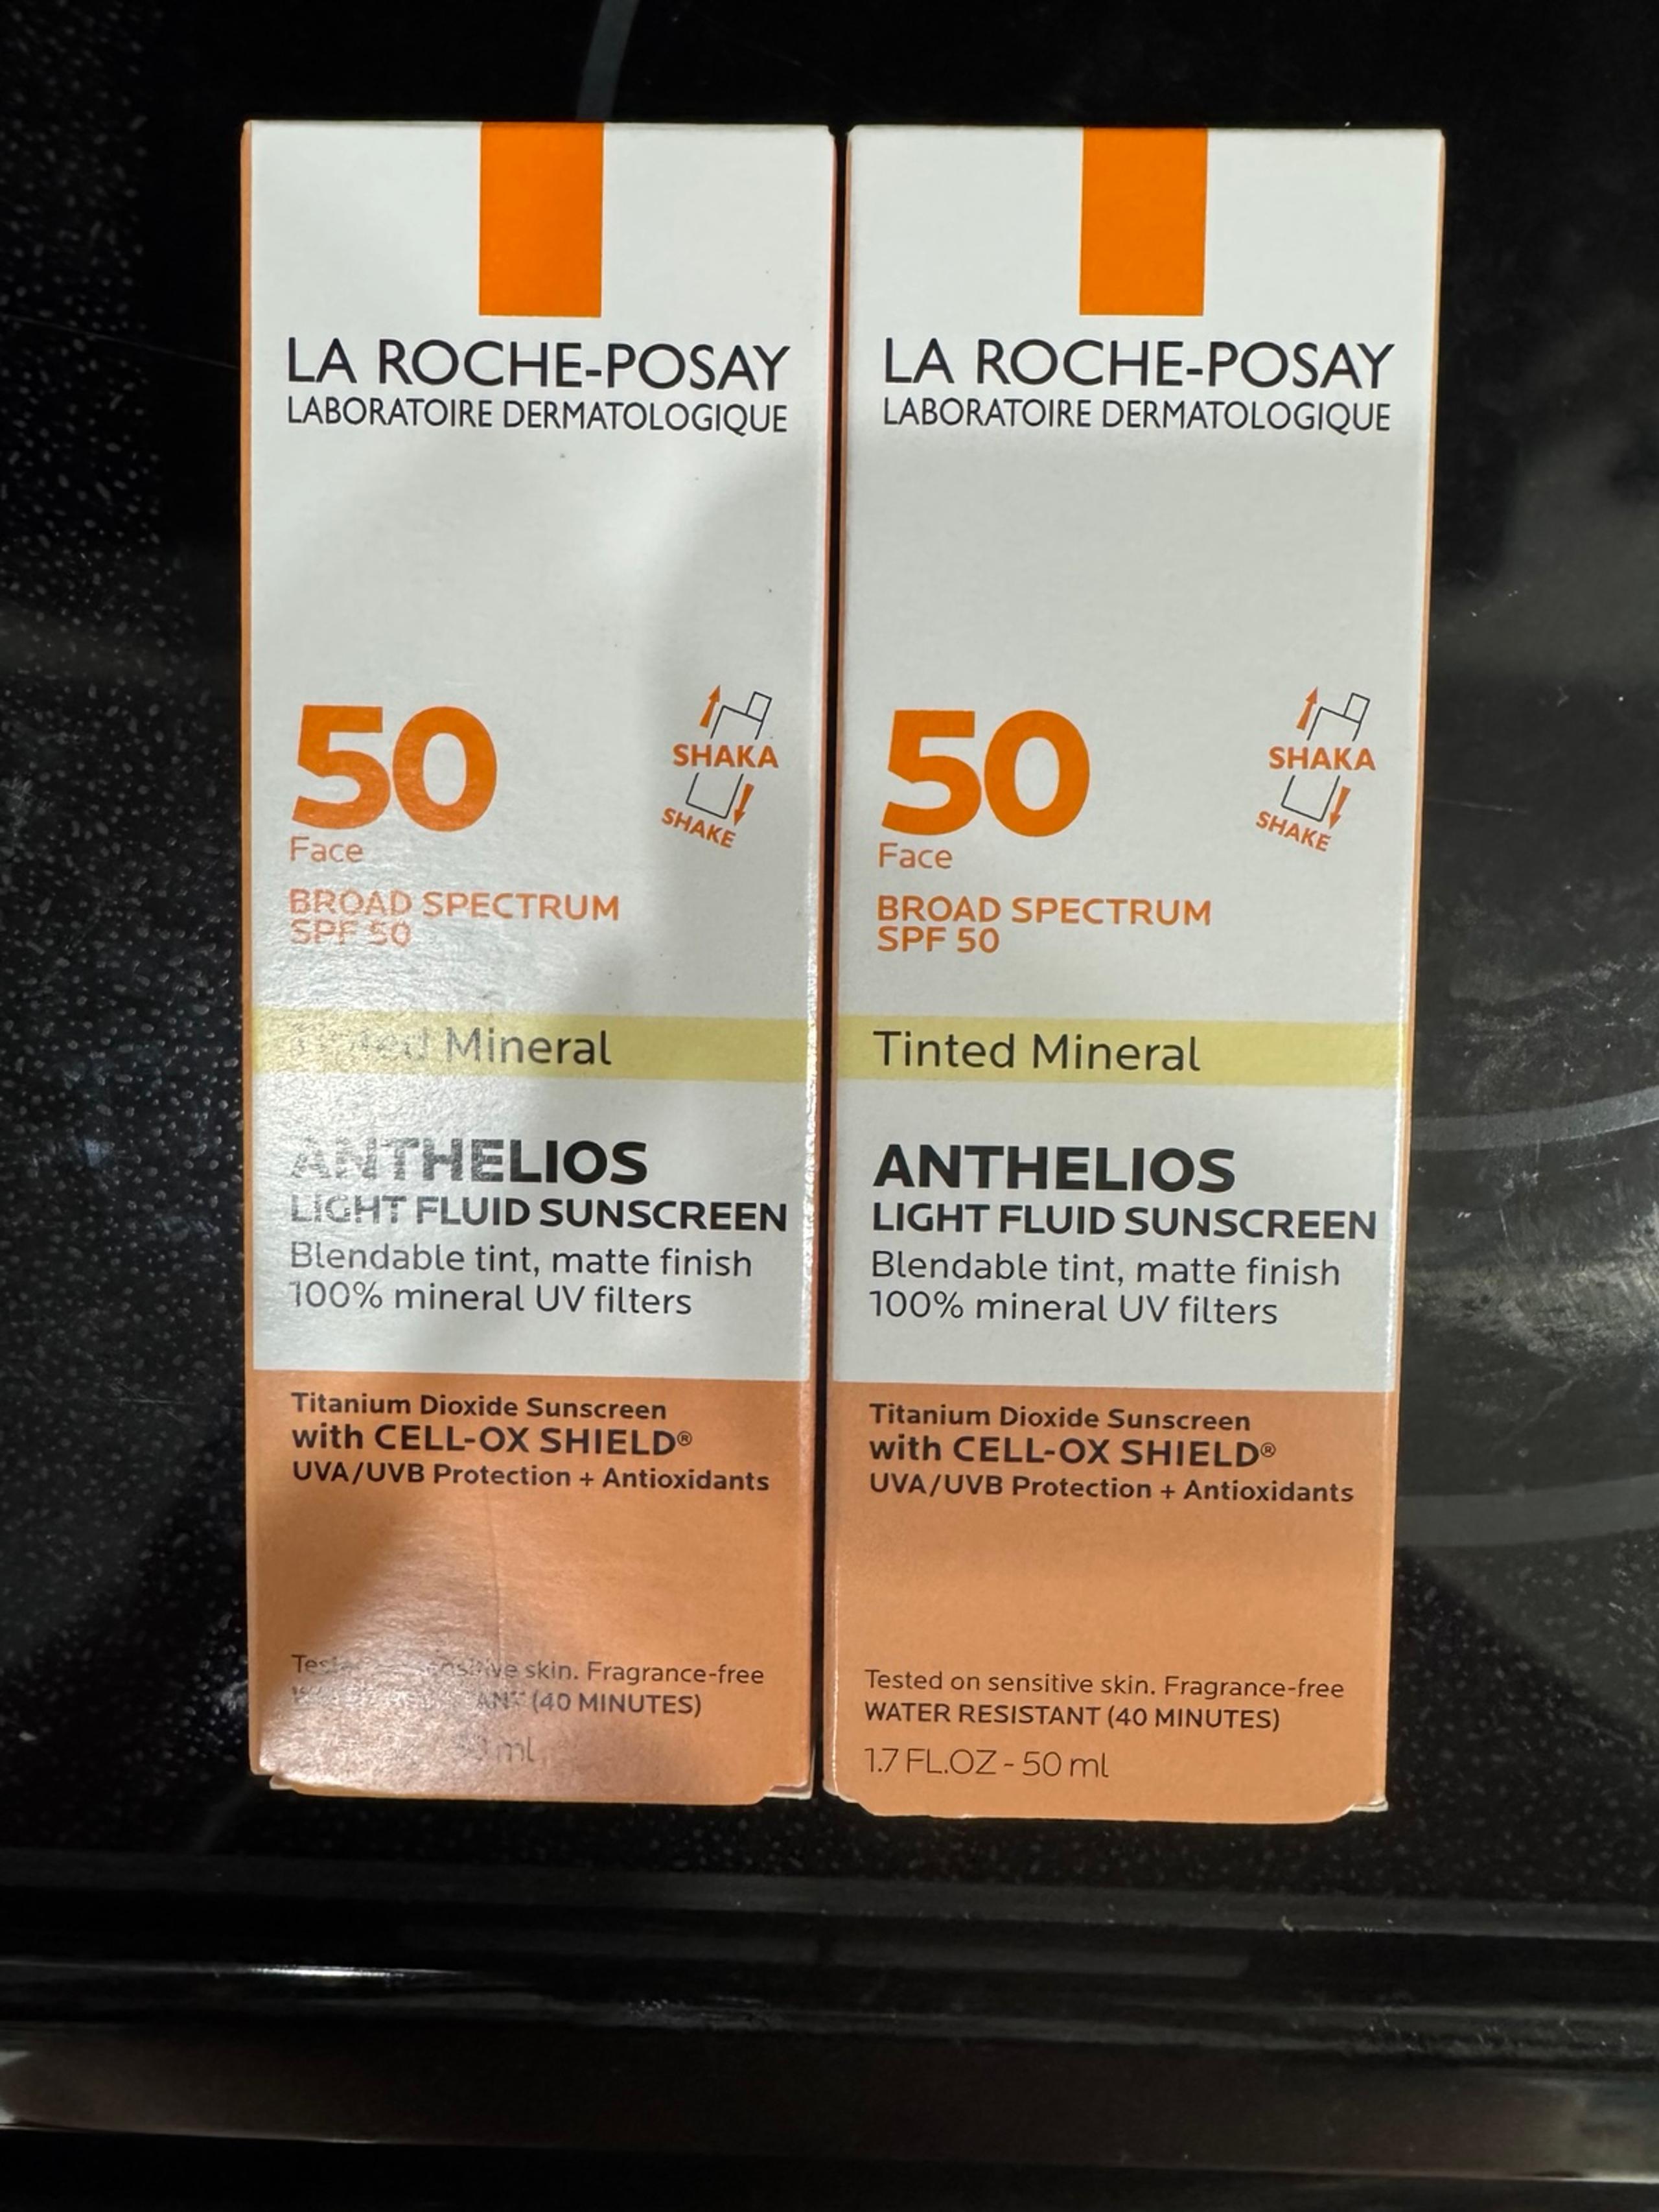 LA ROCHE-POSAY
LABORATOIRE DERMATOLOGIQUE
50
Face
SHAKA
SHAKE
BROAD SPECTRUM
SPF 50
Tinted Mineral
ANTHELIOS
LIGHT FLUID SUNSCREEN
Blendable tint, matte finish
100% mineral UV filters
Titanium Dioxide Sunscreen
with CELL-OX SHIELD®
UVA/UVB Protection + Antioxidants
skin. Fragrance-free
(40 MINUTES)
ml
LA ROCHE-POSAY
LABORATOIRE DERMATOLOGIQUE
50
Face
SHAKA
SHAKE
BROAD SPECTRUM
SPF 50
Tinted Mineral
ANTHELIOS
LIGHT FLUID SUNSCREEN
Blendable tint, matte finish
100% mineral UV filters
Titanium Dioxide Sunscreen
with CELL-OX SHIELD®
UVA/UVB Protection + Antioxidants
Tested on sensitive skin. Fragrance-free
WATER RESISTANT (40 MINUTES)
1.7 FL.OZ - 50 ml